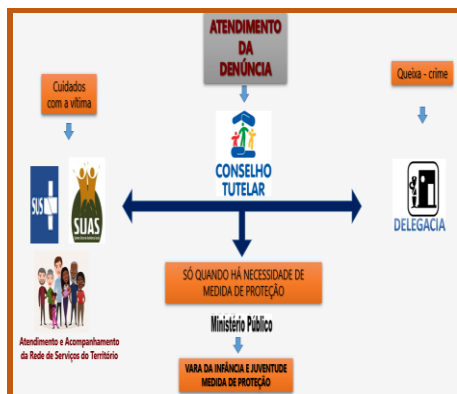 ATENDIMENTO
DA
DENÚNCIA
Cuidados
com a vítima
Queixa - crime
CONSELHO
TUTELAR
SUS
SUAS
DELEGACIA
SÓ QUANDO HÁ NECESSIDADE DE
MEDIDA DE PROTEÇÃO
Ministério Público
Atendimento e Acompanhamento
da Rede de Serviços do Território
VARA DA INFÂNCIA E JUVENTUDE
MEDIDA DE PROTEÇÃO